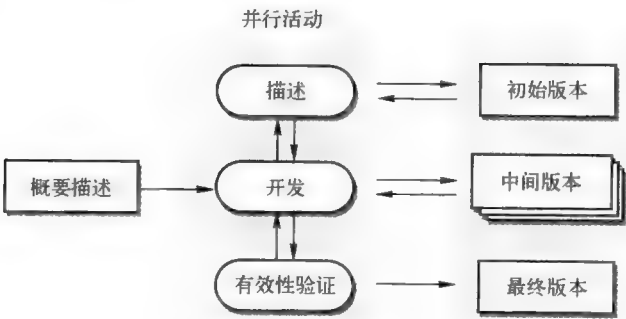 并行活动
描述
初始版本
概要描述
开发
中间版本
有效性验证
最终版本